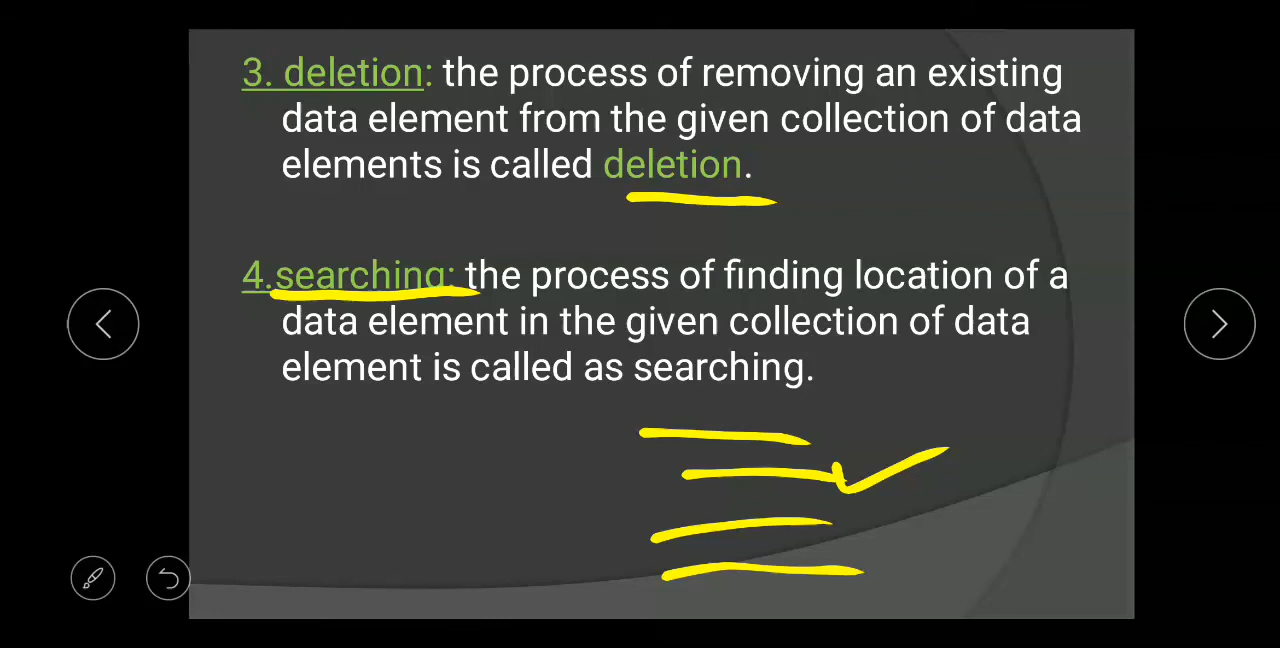 3. deletion: the process of removing an existing
data element from the given collection of data
elements is called deletion.
4.searching: the process of finding location of a
data element in the given collection of data
element is called as searching.